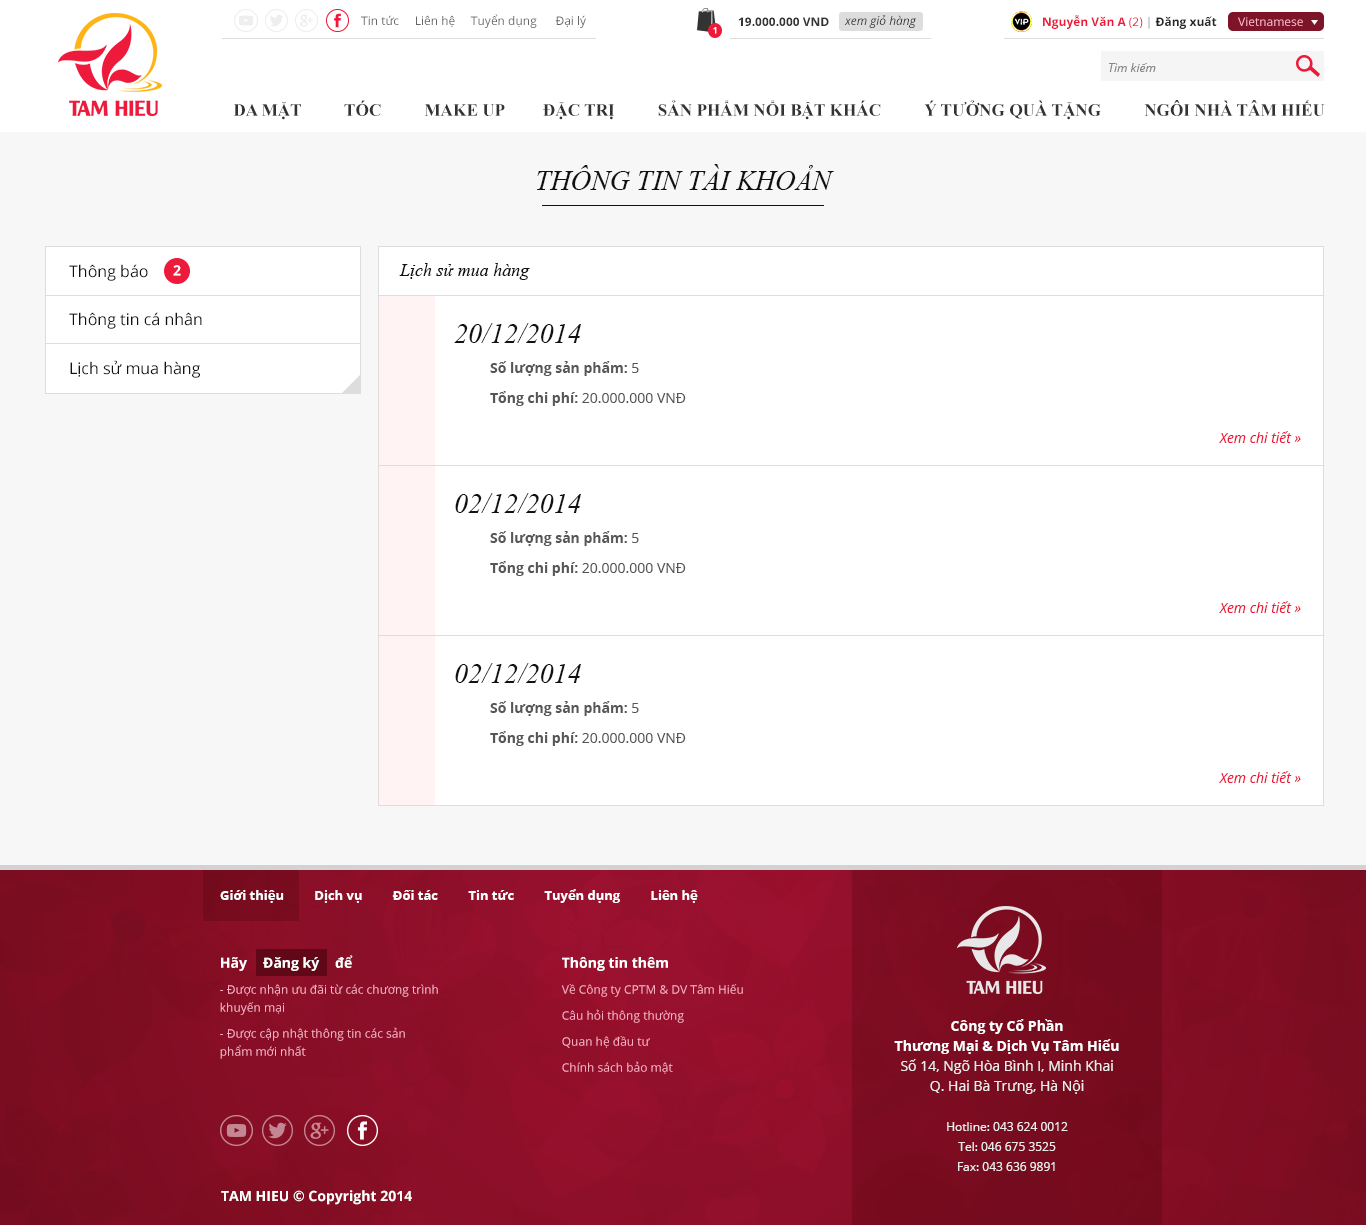 TAM HIEU
Tin tức Liên hệ Tuyển dụng Đại lý
1
19.000.000 VND xem giỏ hàng
VIP Nguyễn Văn A (2) | Đăng xuất Vietnamese
Tìm kiếm
DA MẶT TÓC MAKE UP ĐẶC TRỊ SẢN PHẨM NỔI BẬT KHÁC Ý TƯỞNG QUÀ TẶNG NGÔI NHÀ TÂM HIẾU
THÔNG TIN TÀI KHOẢN
Thông báo 2
Thông tin cá nhân
Lịch sử mua hàng
Lịch sử mua hàng
20/12/2014
Số lượng sản phẩm: 5
Tổng chi phí: 20.000.000 VNĐ
Xem chi tiết »
02/12/2014
Số lượng sản phẩm: 5
Tổng chi phí: 20.000.000 VNĐ
Xem chi tiết »
02/12/2014
Số lượng sản phẩm: 5
Tổng chi phí: 20.000.000 VNĐ
Xem chi tiết »
Giới thiệu Dịch vụ Đối tác Tin tức Tuyển dụng Liên hệ
Hãy Đăng ký để
- Được nhận ưu đãi từ các chương trình
khuyến mại
- Được cập nhật thông tin các sản
phẩm mới nhất
Thông tin thêm
Về Công ty CPTM & DV Tâm Hiếu
Câu hỏi thông thường
Quan hệ đầu tư
Chính sách bảo mật
TAM HIEU © Copyright 2014
TAM HIEU
Công ty Cổ Phần
Thương Mại & Dịch Vụ Tâm Hiếu
Số 14, Ngõ Hòa Bình I, Minh Khai
Q. Hai Bà Trưng, Hà Nội
Hotline: 043 624 0012
Tel: 046 675 3525
Fax: 043 636 9891